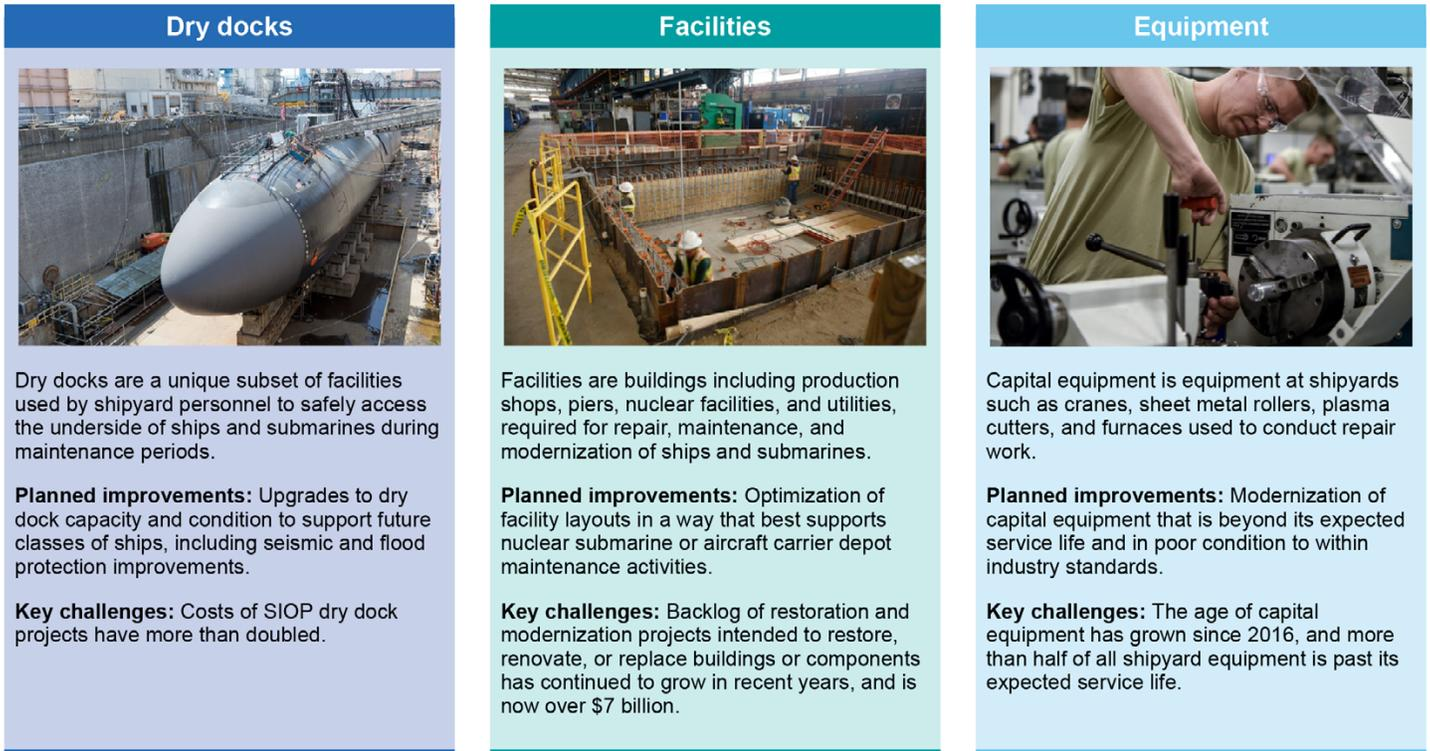 Dry docks
Dry docks are a unique subset of facilities
used by shipyard personnel to safely access
the underside of ships and submarines during
maintenance periods.
Planned improvements: Upgrades to dry
dock capacity and condition to support future
classes of ships, including seismic and flood
protection improvements.
Key challenges: Costs of SIOP dry dock
projects have more than doubled.
Facilities
Facilities are buildings including production
shops, piers, nuclear facilities, and utilities,
required for repair, maintenance, and
modernization of ships and submarines.
Planned improvements: Optimization of
facility layouts in a way that best supports
nuclear submarine or aircraft carrier depot
maintenance activities.
Key challenges: Backlog of restoration and
modernization projects intended to restore,
renovate, or replace buildings or components
has continued to grow in recent years, and is
now over $7 billion.
Equipment
Capital equipment is equipment at shipyards
such as cranes, sheet metal rollers, plasma
cutters, and furnaces used to conduct repair
work.
Planned improvements: Modernization of
capital equipment that is beyond its expected
service life and in poor condition to within
industry standards.
Key challenges: The age of capital
equipment has grown since 2016, and more
than half of all shipyard equipment is past its
expected service life.